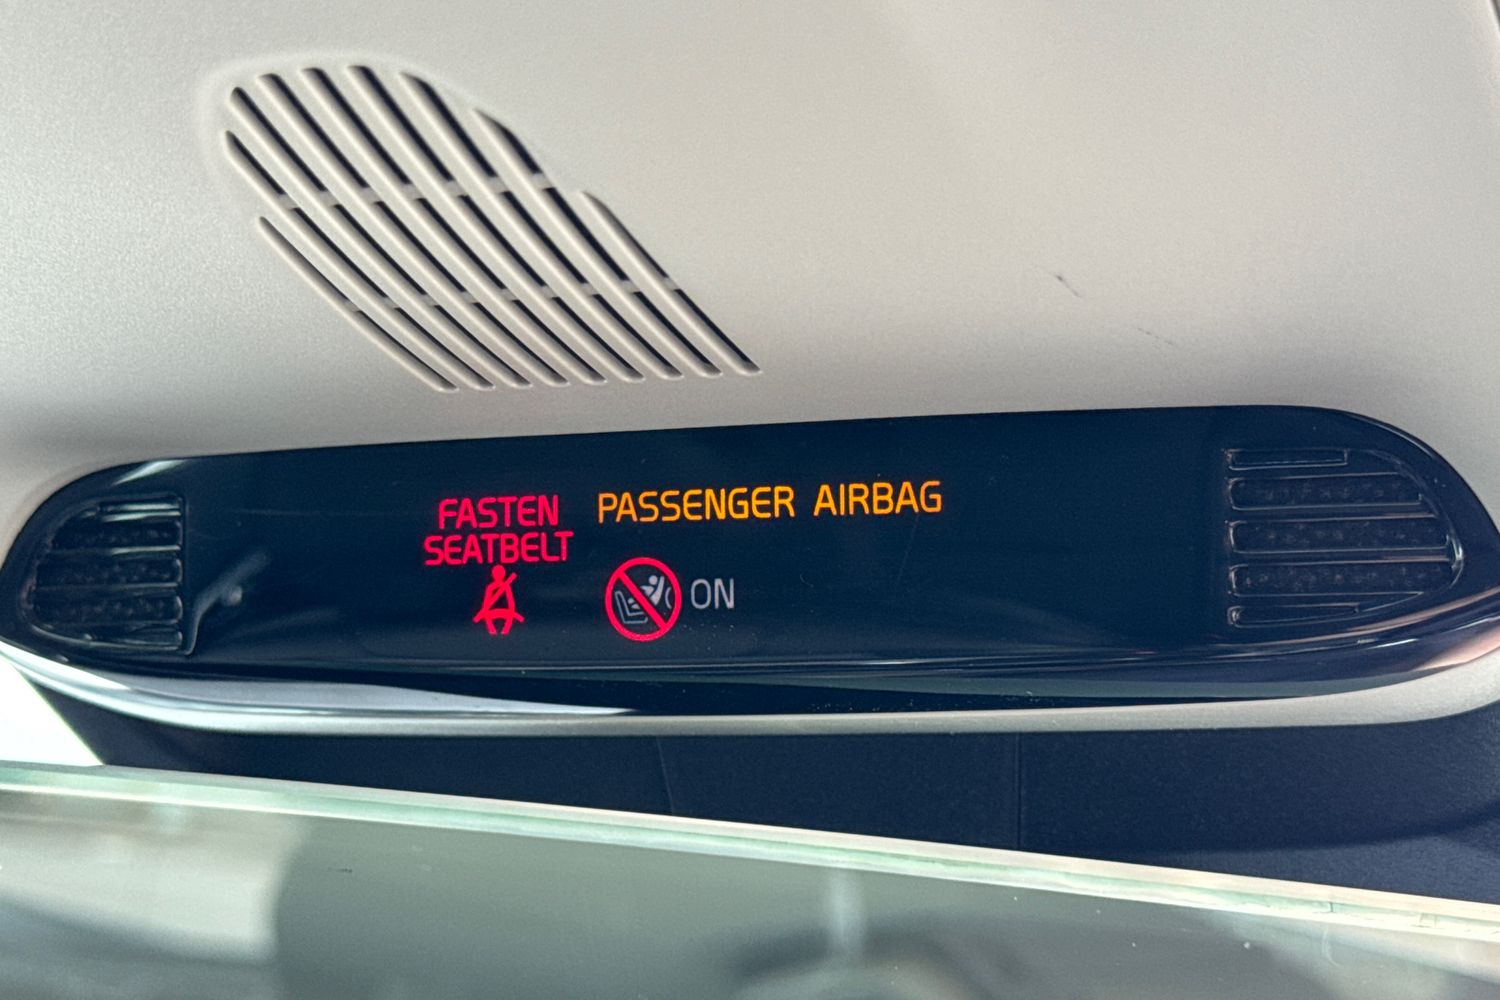 FASTEN
SEATBELT
PASSENGER AIRBAG
ON